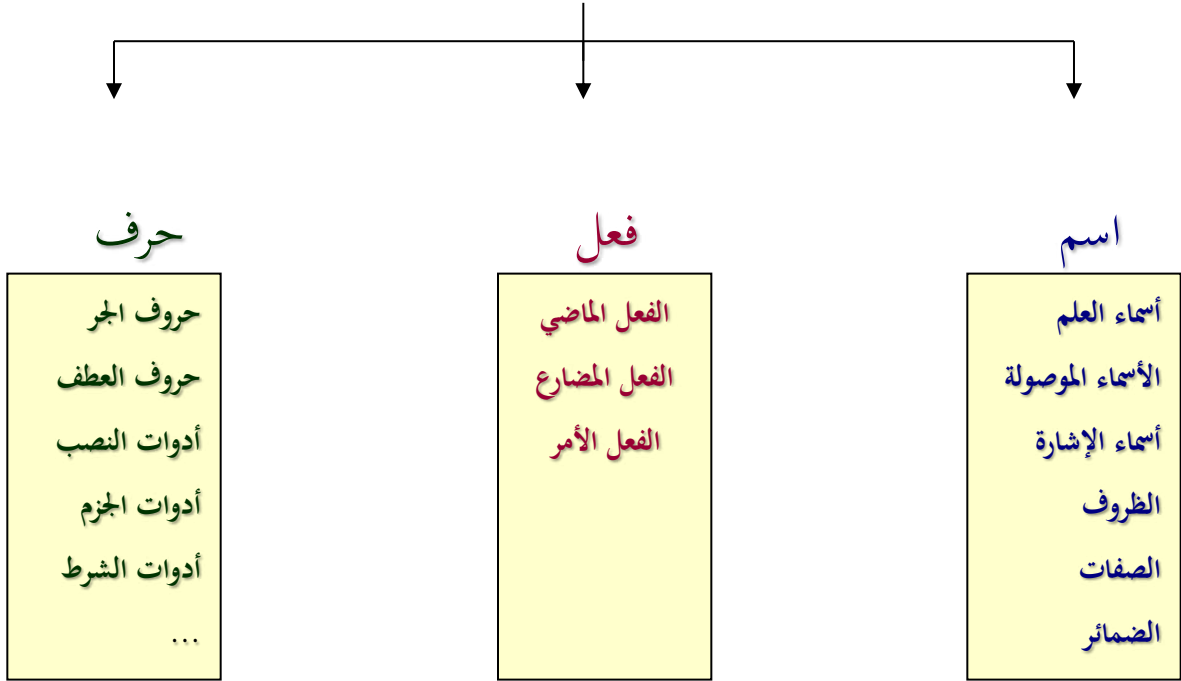 اسم
أسماء العلم
الأسماء الموصولة
أسماء الإشارة
الظروف
الصفات
الضمائر
فعل
الفعل الماضي
الفعل المضارع
الفعل الأمر
حرف
حروف الجر
حروف العطف
أدوات النصب
أدوات الجزم
أدوات الشرط
...